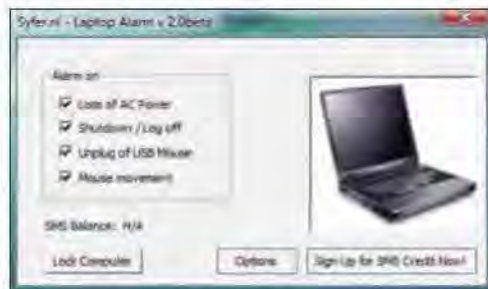 Syfer.nl - Laptop Alarm v 2.0beta
Alarm on
Loss of AC Power
Shutdown / Log off
Unplug of USB Mouse
Mouse movement
SMS Balance: N/A
Lock Computer
Options
Sign Up for SMS Credit Now!